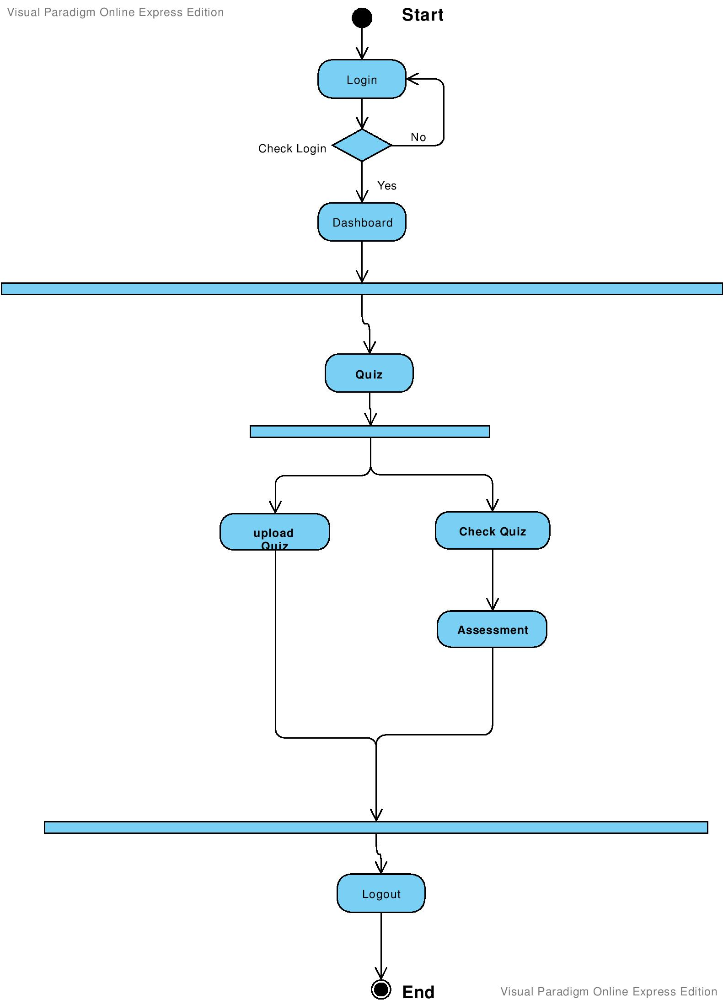 Visual Paradigm Online Express Edition
Start
Login
No
Check Login
Yes
Dashboard
Quiz
upload
Quiz
Check Quiz
Assessment
Logout
End
Visual Paradigm Online Express Edition